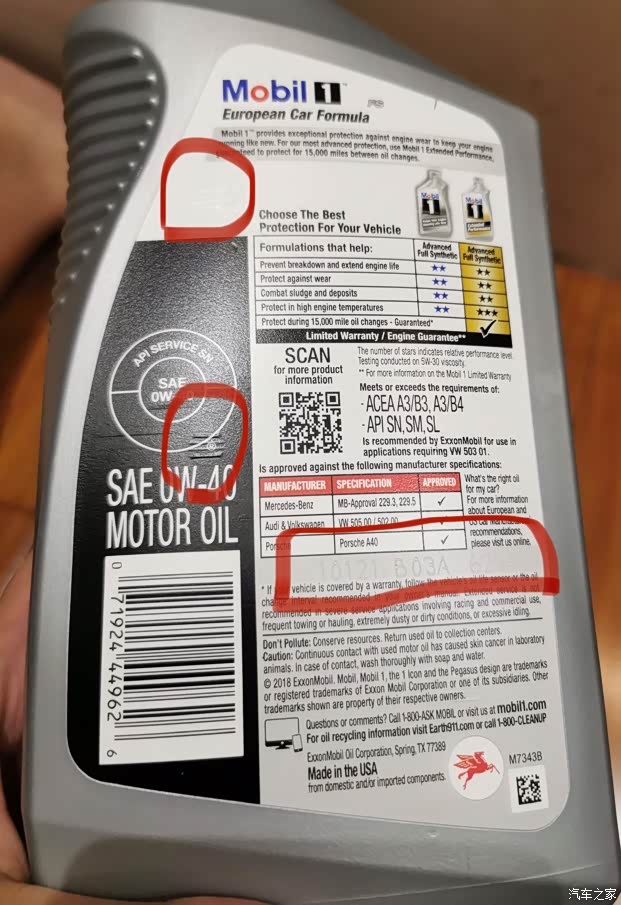 Mobil 1™ FS
European Car Formula
Mobil 1™ provides exceptional protection against engine wear to keep your engine
running like new. For our most advanced protection, use Mobil 1 Extended Performance,
guaranteed to protect for 15,000 miles between oil changes.
Choose The Best
Protection For Your Vehicle
Formulations that help:
Advanced
Full Synthetic
Advanced
Full Synthetic
Prevent breakdown and extend engine life ★★ ★★
Protect against wear ★★ ★★
Combat sludge and deposits ★★ ★★
Protect in high engine temperatures ★★ ★★★
Protect during 15,000 mile oil changes - Guaranteed* ✓
Limited Warranty / Engine Guarantee**
SCAN
for more product
information
The number of stars indicates relative performance level.
Testing conducted on 5W-30 viscosity.
** For more information on the Mobil 1 Limited Warranty
Meets or exceeds the requirements of:
- ACEA A3/B3, A3/B4
- API SN, SM, SL
Is recommended by ExxonMobil for use in
applications requiring VW 503 01.
Is approved against the following manufacturer specifications:
MANUFACTURER SPECIFICATION APPROVED
Mercedes-Benz MB-Approval 229.3, 229.5 ✓
Audi & Volkswagen VW 502.00 / 505.00 ✓
Porsche Porsche A40 ✓
What's the right oil
for my car?
For more information
about European and
US Car
recommendations,
please visit us online.
B03A
* If your vehicle is covered by a warranty, follow the vehicle's oil life sensor or the oil
change interval recommended in your owner's manual. Extended service is not
recommended in severe service applications involving racing and commercial use,
frequent towing or hauling, extremely dusty or dirty conditions, or excessive idling.
Don't Pollute: Conserve resources. Return used oil to collection centers.
Caution: Continuous contact with used motor oil has caused skin cancer in laboratory
animals. In case of contact, wash thoroughly with soap and water.
© 2018 ExxonMobil. Mobil, Mobil 1, the 1 Icon and the Pegasus design are trademarks
or registered trademarks of Exxon Mobil Corporation or one of its subsidiaries. Other
trademarks shown are property of their respective owners.
Questions or comments? Call 1-800-ASK MOBIL or visit us at mobil1.com
For oil recycling information visit Earth911.com or call 1-800-CLEANUP
ExxonMobil Oil Corporation, Spring, TX 77389
Made in the USA
from domestic and/or imported components.
M7343B
API SERVICE SN
SAE
0W-40
SAE 0W-40
MOTOR OIL
0 71924 44962 6
汽车之家